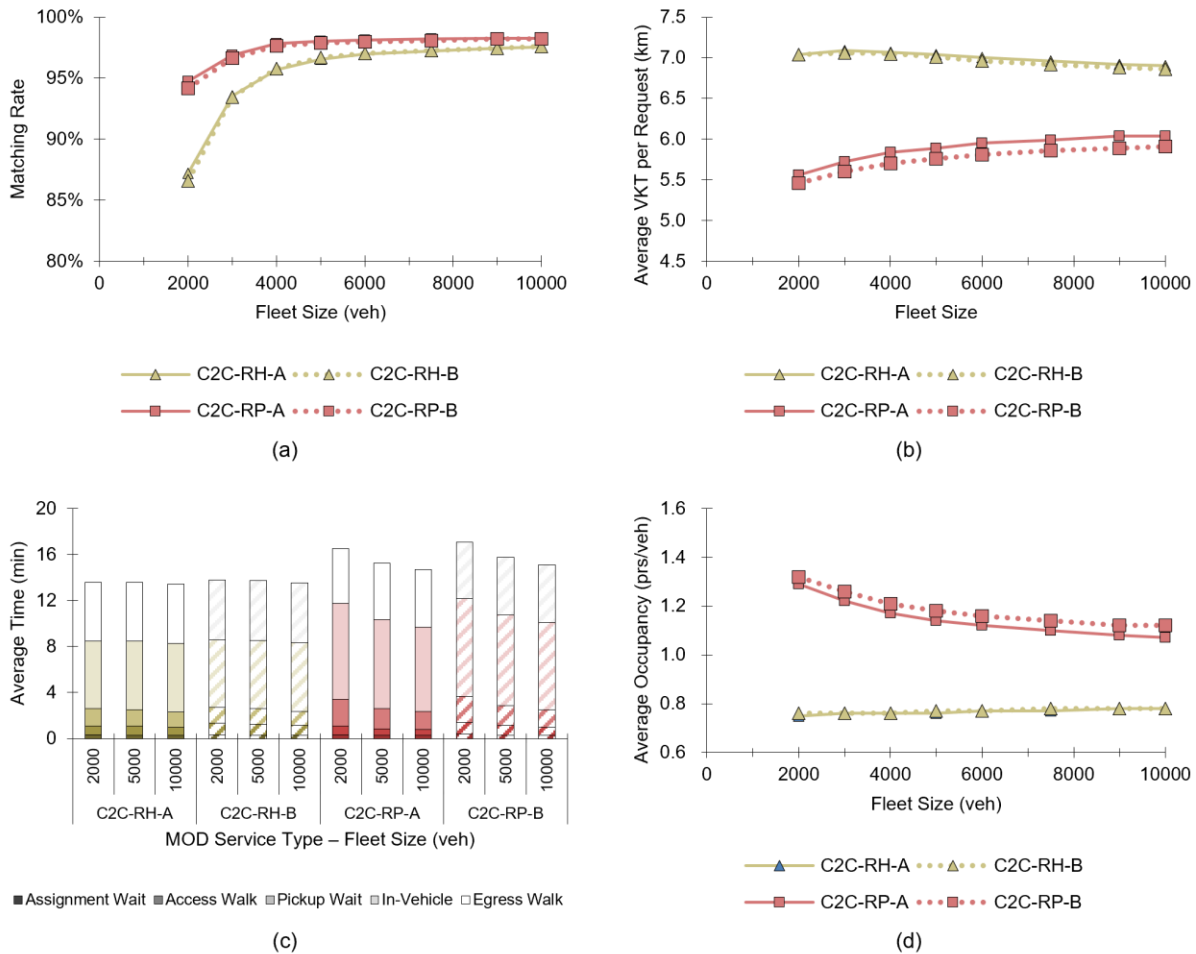 100%
95%
90%
85%
80%
Matching Rate
0
2000
4000
6000
8000
10000
Fleet Size (veh)
C2C-RH-A
C2C-RH-B
C2C-RP-A
C2C-RP-B
(a)
7.5
7.0
6.5
6.0
5.5
5.0
4.5
Average VKT per Request (km)
0
2000
4000
6000
8000
10000
Fleet Size
C2C-RH-A
C2C-RH-B
C2C-RP-A
C2C-RP-B
(b)
20
16
12
8
4
0
Average Time (min)
2000
5000
10000
2000
5000
10000
2000
5000
10000
2000
5000
10000
C2C-RH-A
C2C-RH-B
C2C-RP-A
C2C-RP-B
MOD Service Type – Fleet Size (veh)
Assignment Wait
Access Walk
Pickup Wait
In-Vehicle
Egress Walk
(c)
1.6
1.4
1.2
1.0
0.8
0.6
Average Occupancy (prs/veh)
0
2000
4000
6000
8000
10000
Fleet Size (veh)
C2C-RH-A
C2C-RH-B
C2C-RP-A
C2C-RP-B
(d)